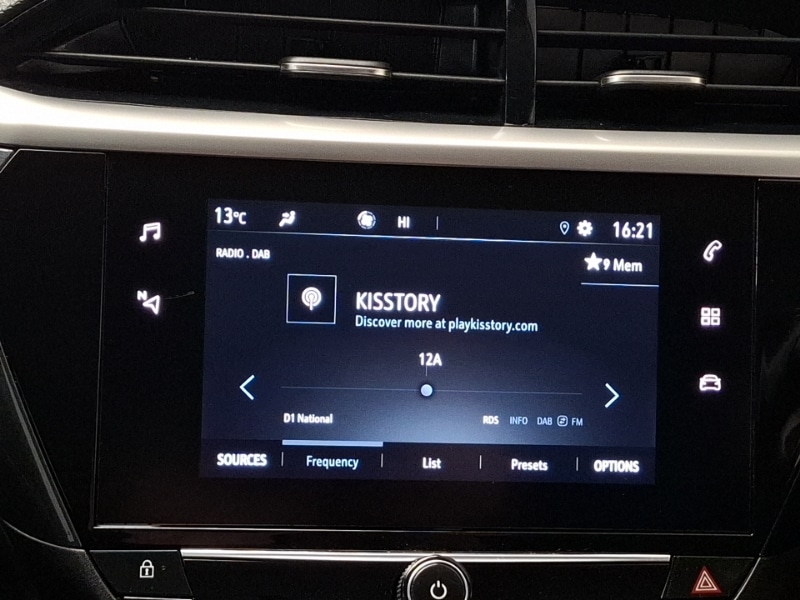 13°C HI 16:21
RADIO . DAB
★9 Mem
N
KISSTORY
Discover more at playkisstory.com
12A
D1 National RDS INFO DAB FM
SOURCES Frequency List Presets OPTIONS